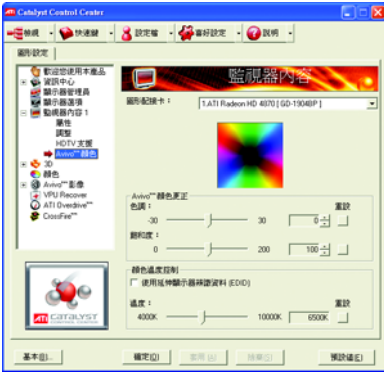 Catalyst Control Center
檢視 快速鍵 設定檔 喜好設定 說明
圖形設定
歡迎您使用本產品
資訊中心
顯示器管理員
顯示器選項
監視器內容 1
屬性
調整
HDTV 支援
Avivo™ 顏色
3D
顏色
Avivo™ 影像
VPU Recover
ATI Overdrive™
CrossFire™
監視器內容
圖形配接卡：
1.ATI Radeon HD 4870 [ GD-1904BP ]
Avivo™ 顏色更正
色調： 重設
-30 30 0
飽和度：
0 200 100
顏色溫度控制
使用延伸顯示器辨識資料 (EDID)
溫度： 重設
4000K 10000K 6500K
ATI CATALYST
CONTROL CENTER
基本(B)... 確定(O) 套用(A) 捨棄(S) 預設值(E)